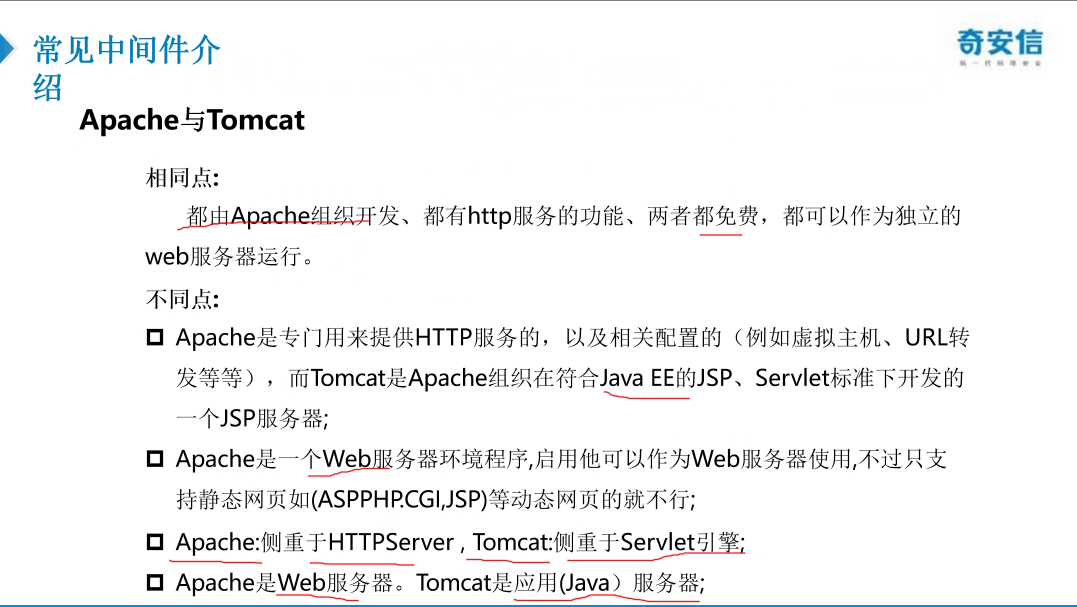 常见中间件介
绍
奇安信
新一代网络安全
Apache与Tomcat
相同点:
都由Apache组织开发、都有http服务的功能、两者都免费，都可以作为独立的
web服务器运行。
不同点:
Apache是专门用来提供HTTP服务的，以及相关配置的（例如虚拟主机、URL转
发等等），而Tomcat是Apache组织在符合Java EE的JSP、Servlet标准下开发的
一个JSP服务器;
Apache是一个Web服务器环境程序,启用他可以作为Web服务器使用,不过只支
持静态网页如(ASPPHP.CGI,JSP)等动态网页的就不行;
Apache:侧重于HTTPServer , Tomcat:侧重于Servlet引擎;
Apache是Web服务器。Tomcat是应用(Java）服务器;